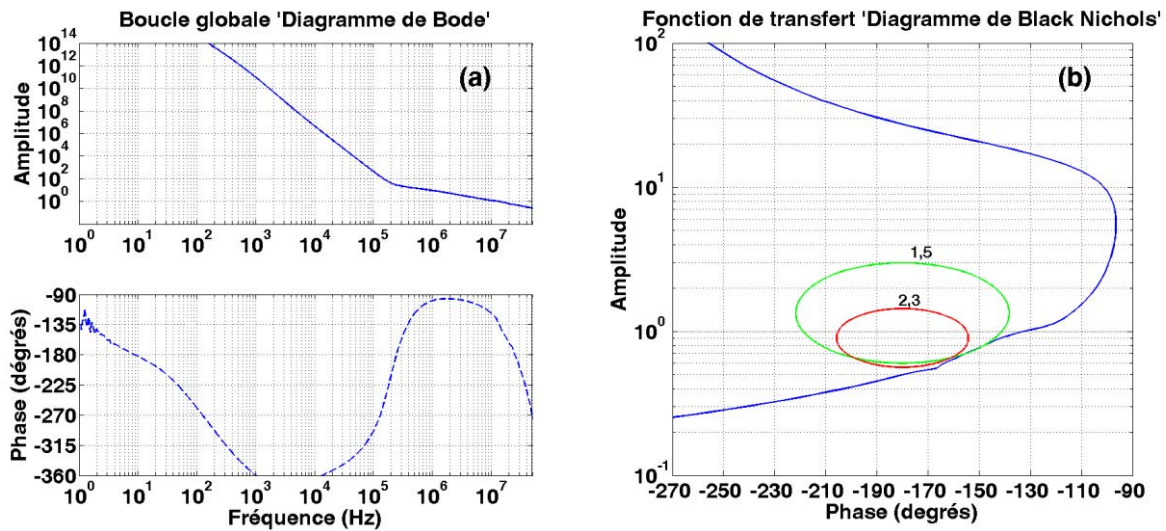 Boucle globale 'Diagramme de Bode'
(a)
Amplitude
10^14
10^12
10^10
10^8
10^6
10^4
10^2
10^0
10^0 10^1 10^2 10^3 10^4 10^5 10^6 10^7
Phase (dégrés)
-90
-135
-180
-225
-270
-315
-360
10^0 10^1 10^2 10^3 10^4 10^5 10^6 10^7
Fréquence (Hz)
Fonction de transfert 'Diagramme de Black Nichols'
(b)
Amplitude
10^2
10^1
10^0
10^-1
1,5
2,3
-270 -250 -230 -210 -190 -170 -150 -130 -110 -90
Phase (degrés)